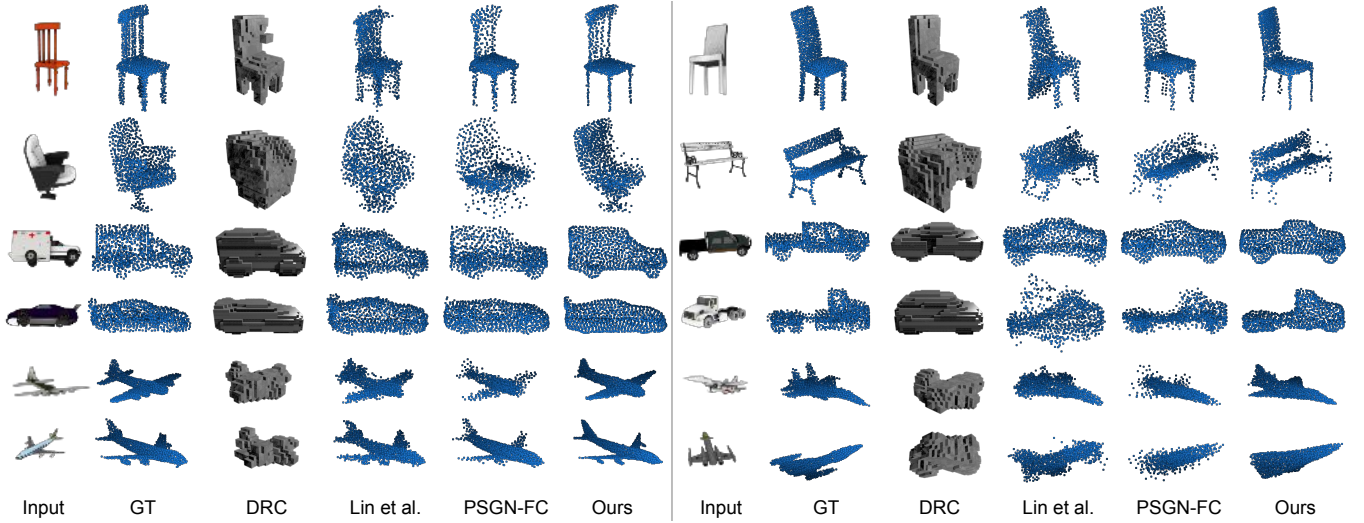 Input GT DRC Lin et al. PSGN-FC Ours Input GT DRC Lin et al. PSGN-FC Ours